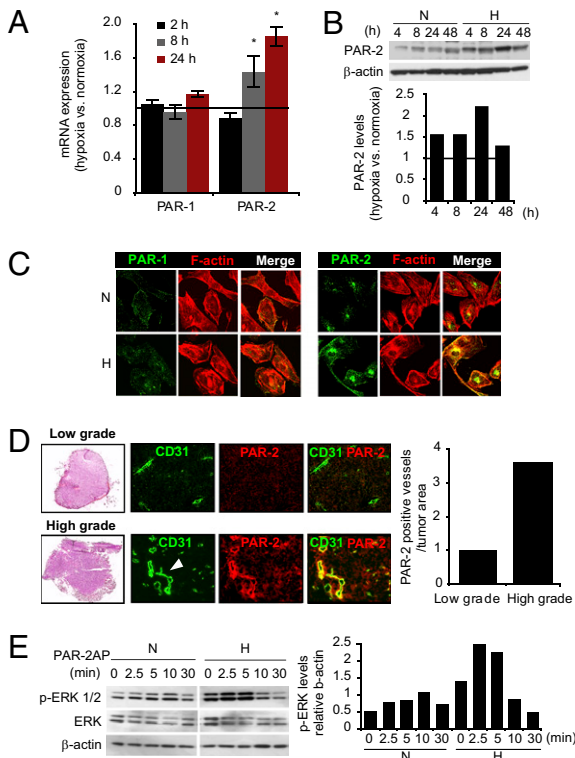 A
2 h
8 h
24 h
*
*
mRNA expression
(hypoxia vs. normoxia)
2.0
1.6
1.2
0.8
0.4
0
PAR-1
PAR-2
B
N
H
(h)
4
8
24
48
4
8
24
48
PAR-2
β-actin
PAR-2 levels
(hypoxia vs. normoxia)
2.5
2
1.5
1
0.5
0
4
8
24
48
(h)
C
PAR-1
F-actin
Merge
PAR-2
F-actin
Merge
N
H
D
Low grade
CD31
PAR-2
CD31 PAR-2
High grade
CD31
PAR-2
CD31 PAR-2
PAR-2 positive vessels
/tumor area
4
3
2
1
0
Low grade
High grade
E
PAR-2AP
N
H
(min)
0
2.5
5
10
30
0
2.5
5
10
30
p-ERK 1/2
ERK
β-actin
p-ERK levels
relative b-actin
2.5
2
1.5
1
0.5
0
0
2.5
5
10
30
0
2.5
5
10
30
(min)
N
H